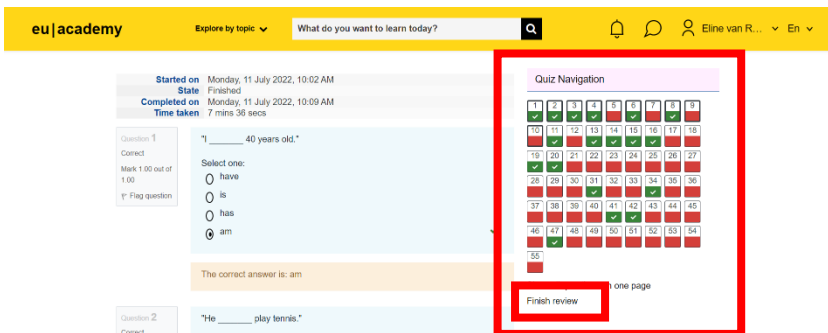 eu|academy
Explore by topic
What do you want to learn today?
Eline van R...
En
Started on Monday, 11 July 2022, 10:02 AM
State Finished
Completed on Monday, 11 July 2022, 10:09 AM
Time taken 7 mins 36 secs
Question 1
Correct
Mark 1.00 out of
1.00
Flag question
"I _______ 40 years old."
Select one:
have
is
has
am
The correct answer is: am
Question 2
Correct
"He _______ play tennis."
Quiz Navigation
1 2 3 4 5 6 7 8 9
10 11 12 13 14 15 16 17 18
19 20 21 22 23 24 25 26 27
28 29 30 31 32 33 34 35 36
37 38 39 40 41 42 43 44 45
46 47 48 49 50 51 52 53 54
55
one page
Finish review